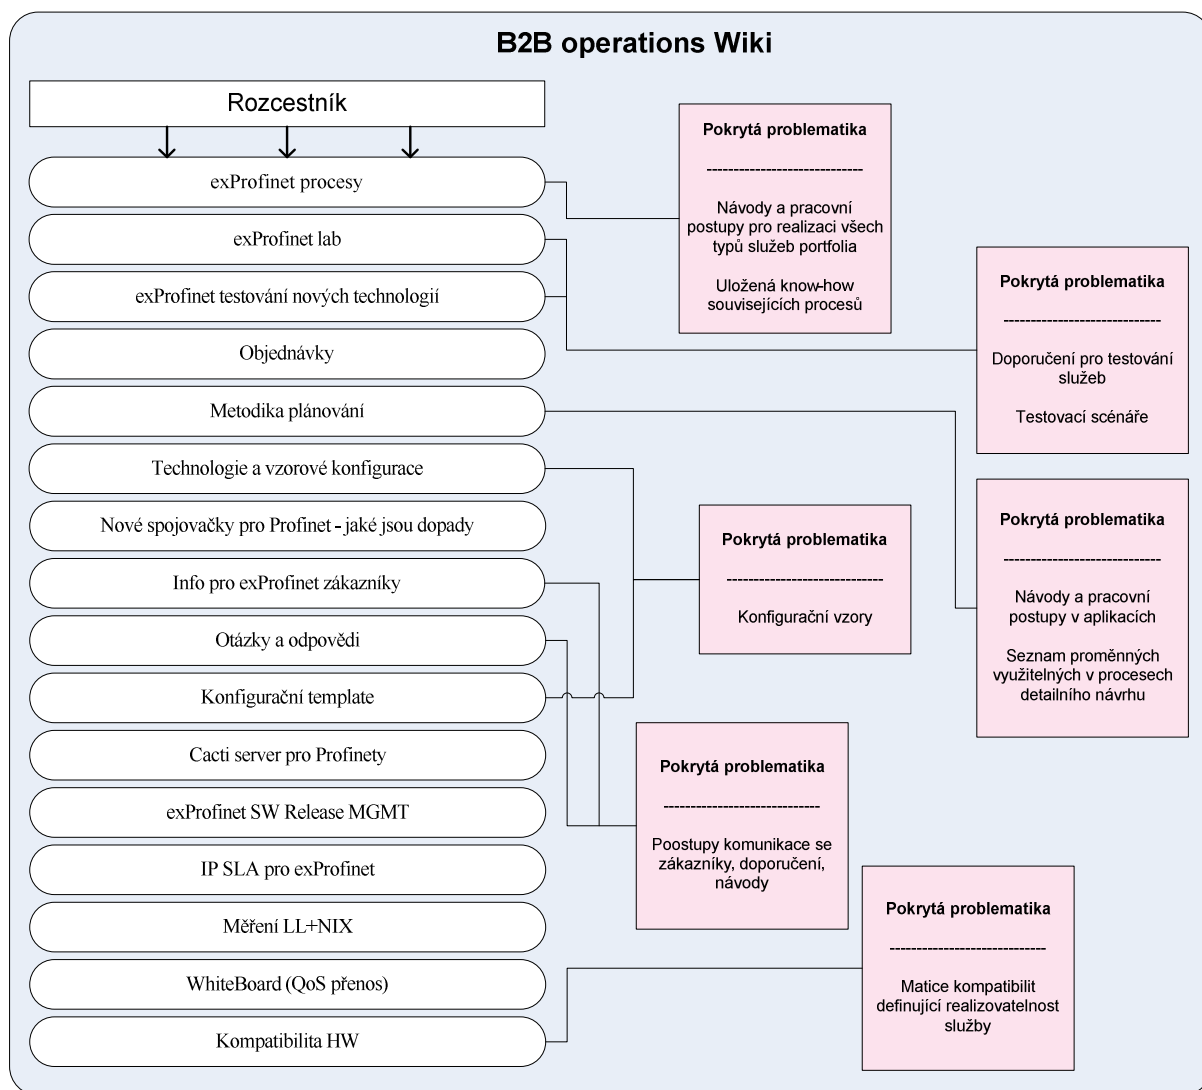 B2B operations Wiki
Rozcestník
exProfinet procesy
exProfinet lab
exProfinet testování nových technologií
Objednávky
Metodika plánování
Technologie a vzorové konfigurace
Nové spojovačky pro Profinet - jaké jsou dopady
Info pro exProfinet zákazníky
Otázky a odpovědi
Konfigurační template
Cacti server pro Profinety
exProfinet SW Release MGMT
IP SLA pro exProfinet
Měření LL+NIX
WhiteBoard (QoS přenos)
Kompatibilita HW
Pokrytá problematika
-----------------------------
Návody a pracovní
postupy pro realizaci všech
typů služeb portfolia
Uložená know-how
souvisejících procesů
Pokrytá problematika
-----------------------------
Doporučení pro testování
služeb
Testovací scénáře
Pokrytá problematika
-----------------------------
Návody a pracovní
postupy v aplikacích
Seznam proměnných
využitelných v procesech
detailního návrhu
Pokrytá problematika
-----------------------------
Konfigurační vzory
Pokrytá problematika
-----------------------------
Poostupy komunikace se
zákazníky, doporučení,
návody
Pokrytá problematika
-----------------------------
Matice kompatibilit
definující realizovatelnost
služby